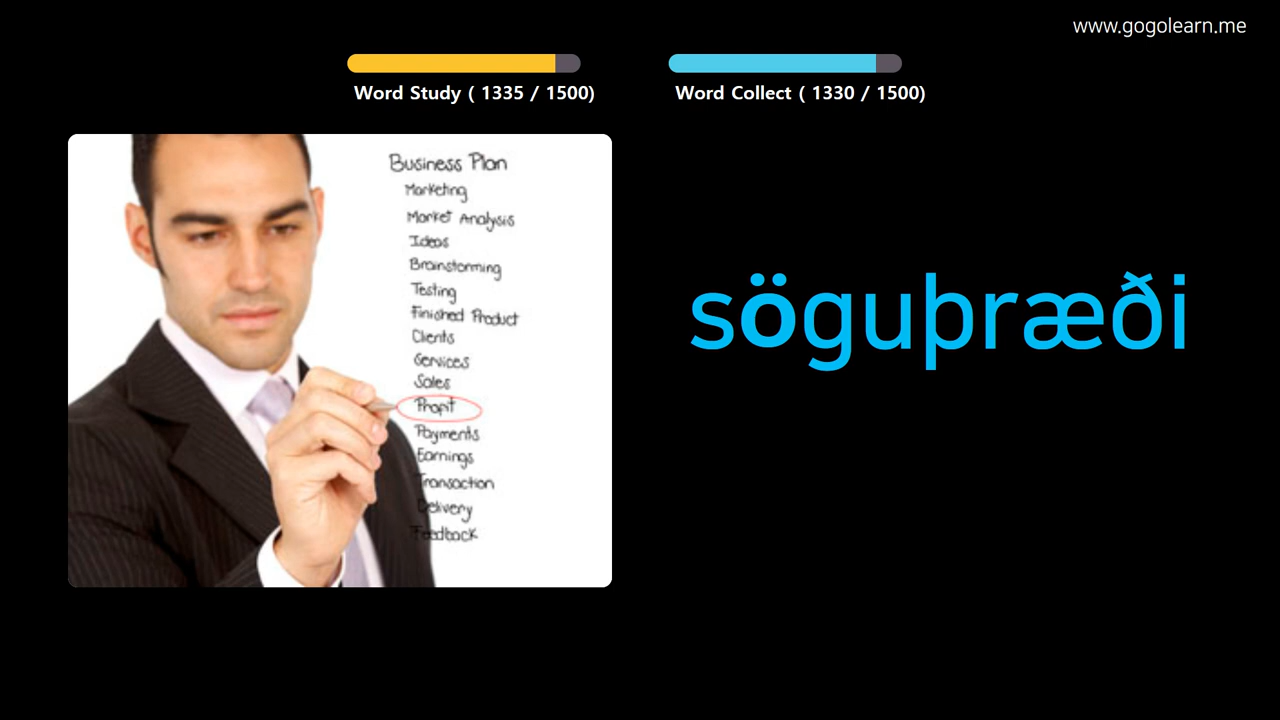 www.gogolearn.me
Word Study ( 1335 / 1500)
Word Collect ( 1330 / 1500)
Business Plan
Marketing
Market Analysis
Ideas
Brainstorming
Testing
Finished Product
Clients
Services
Sales
Profit
Payments
Earnings
Transaction
Delivery
Feedback
söguþræði